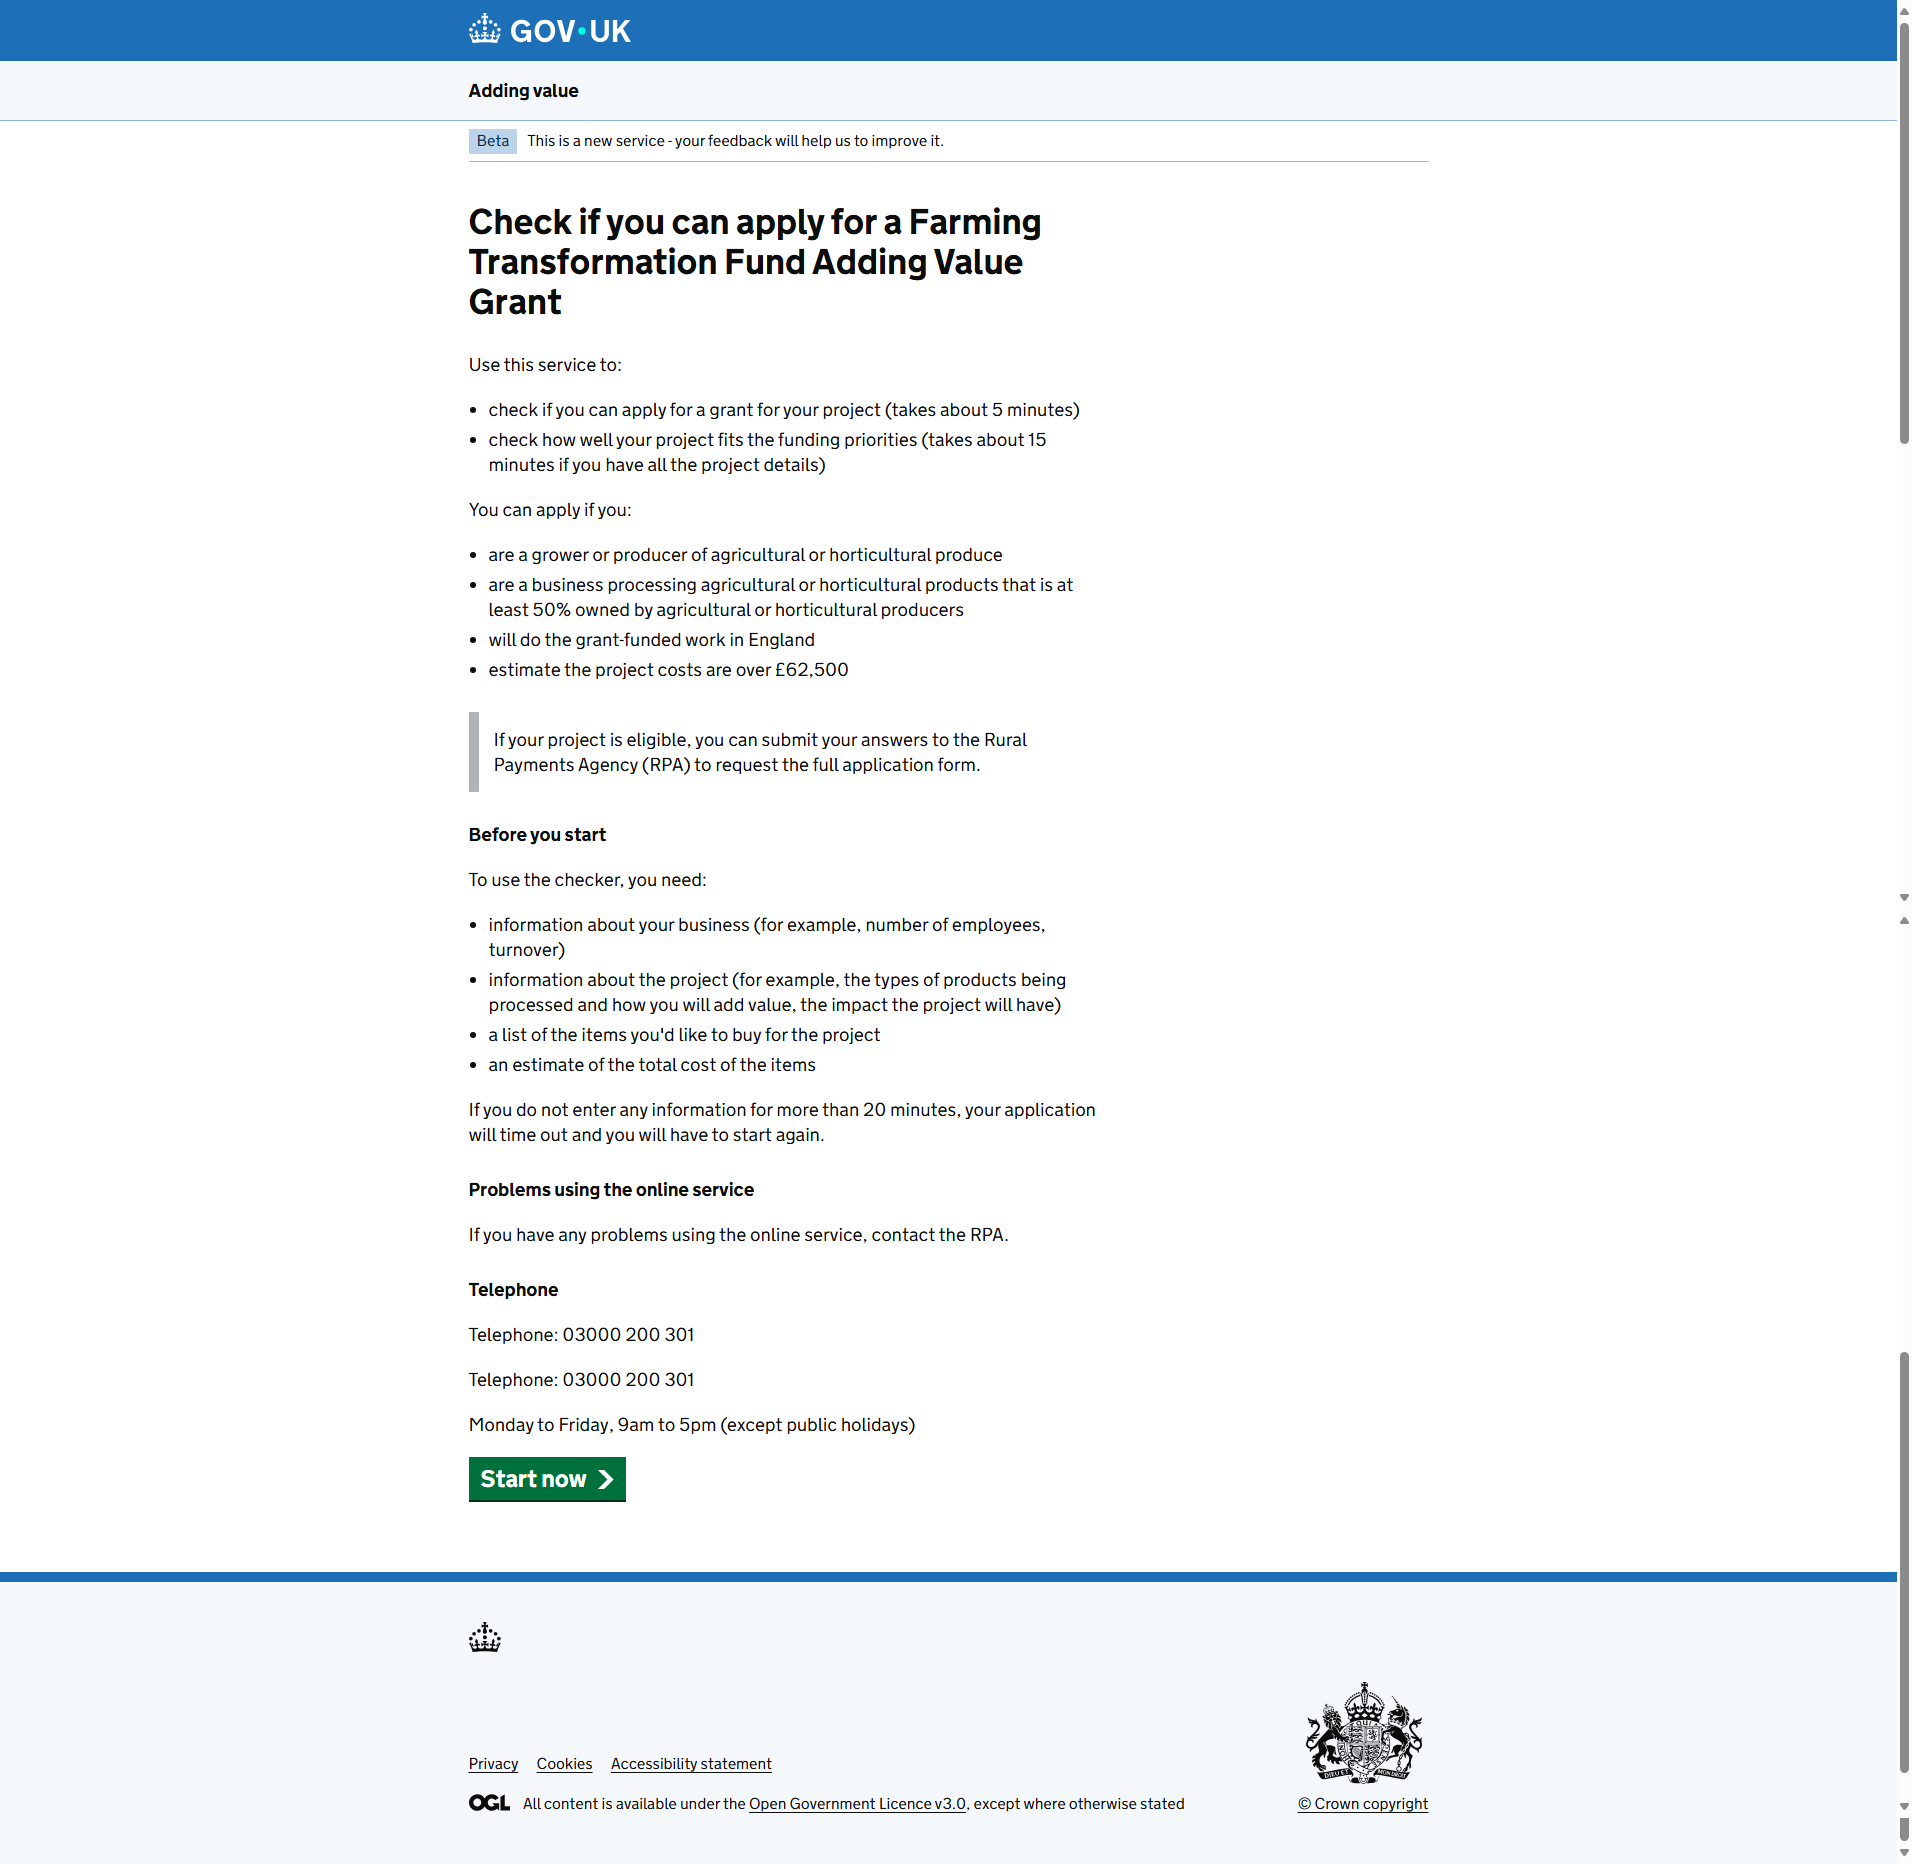 GOV·UK
Adding value
Beta This is a new service - your feedback will help us to improve it.
Check if you can apply for a Farming
Transformation Fund Adding Value
Grant
Use this service to:
• check if you can apply for a grant for your project (takes about 5 minutes)
• check how well your project fits the funding priorities (takes about 15
minutes if you have all the project details)
You can apply if you:
• are a grower or producer of agricultural or horticultural produce
• are a business processing agricultural or horticultural products that is at
least 50% owned by agricultural or horticultural producers
• will do the grant-funded work in England
• estimate the project costs are over £62,500
If your project is eligible, you can submit your answers to the Rural
Payments Agency (RPA) to request the full application form.
Before you start
To use the checker, you need:
• information about your business (for example, number of employees,
turnover)
• information about the project (for example, the types of products being
processed and how you will add value, the impact the project will have)
• a list of the items you'd like to buy for the project
• an estimate of the total cost of the items
If you do not enter any information for more than 20 minutes, your application
will time out and you will have to start again.
Problems using the online service
If you have any problems using the online service, contact the RPA.
Telephone
Telephone: 03000 200 301
Telephone: 03000 200 301
Monday to Friday, 9am to 5pm (except public holidays)
Start now
Privacy Cookies Accessibility statement
OGL All content is available under the Open Government Licence v3.0, except where otherwise stated
© Crown copyright